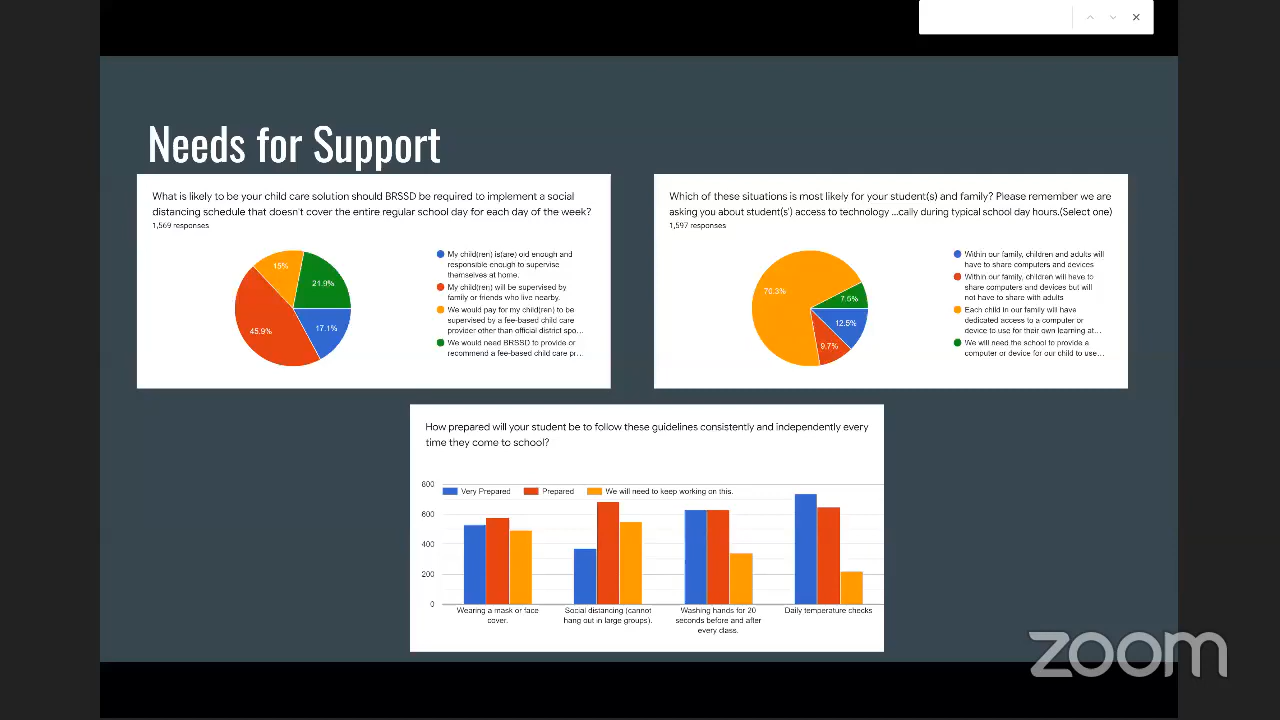 Needs for Support
What is likely to be your child care solution should BRSSD be required to implement a social
distancing schedule that doesn't cover the entire regular school day for each day of the week?
1,569 responses
15%
21.9%
45.9%
17.1%
My child(ren) is(are) old enough and
responsible enough to supervise
themselves at home.
My child(ren) will be supervised by
family or friends who live nearby.
We would pay for my child(ren) to be
supervised by a fee-based child care
provider other than official district spo...
We would need BRSSD to provide or
recommend a fee-based child care pr...
Which of these situations is most likely for your student(s) and family? Please remember we are
asking you about student(s') access to technology ...cally during typical school day hours.(Select one)
1,597 responses
70.3%
7.5%
12.5%
9.7%
Within our family, children and adults will
have to share computers and devices
Within our family, children will have to
share computers and devices but will
not have to share with adults
Each child in our family will have
dedicated access to a computer or
device to use for their own learning at...
We will need the school to provide a
computer or device for our child to use...
How prepared will your student be to follow these guidelines consistently and independently every
time they come to school?
Very Prepared Prepared We will need to keep working on this.
800
600
400
200
0
Wearing a mask or face
cover.
Social distancing (cannot
hang out in large groups).
Washing hands for 20
seconds before and after
every class.
Daily temperature checks
zoom